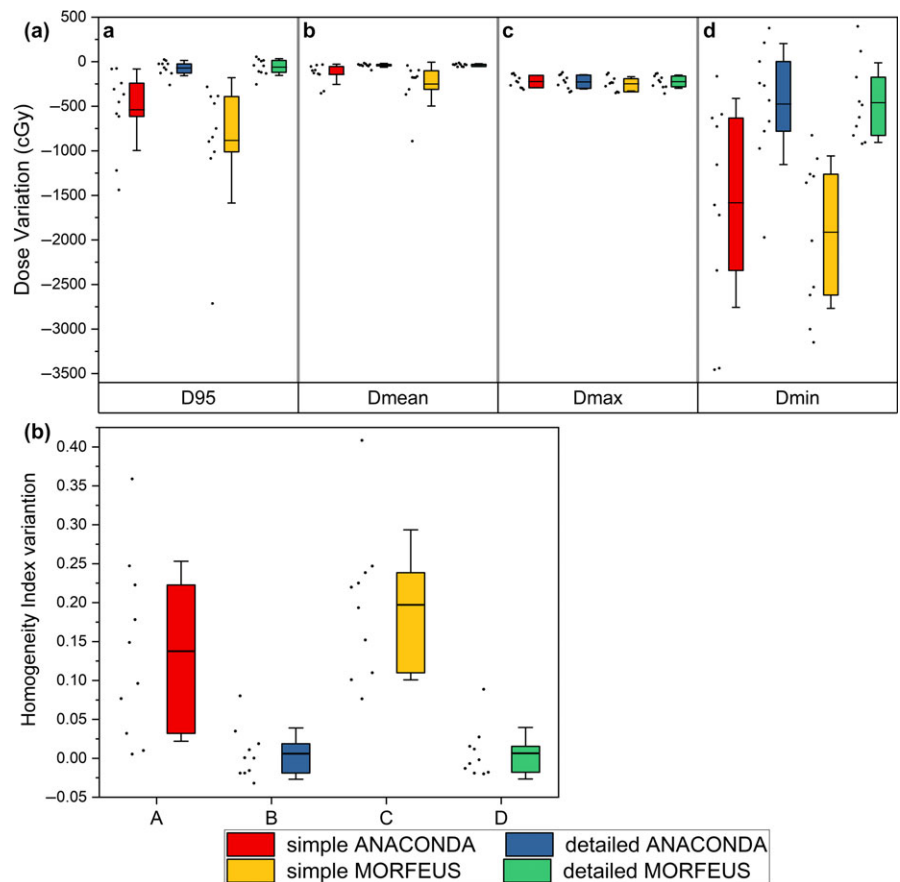 (a)
a b c d
500
0
−500
−1000
−1500
−2000
−2500
−3000
−3500
Dose Variation (cGy)
D95 Dmean Dmax Dmin
(b)
0.40
0.35
0.30
0.25
0.20
0.15
0.10
0.05
0.00
−0.05
Homogeneity Index variantion
A B C D
simple ANACONDA detailed ANACONDA
simple MORFEUS detailed MORFEUS